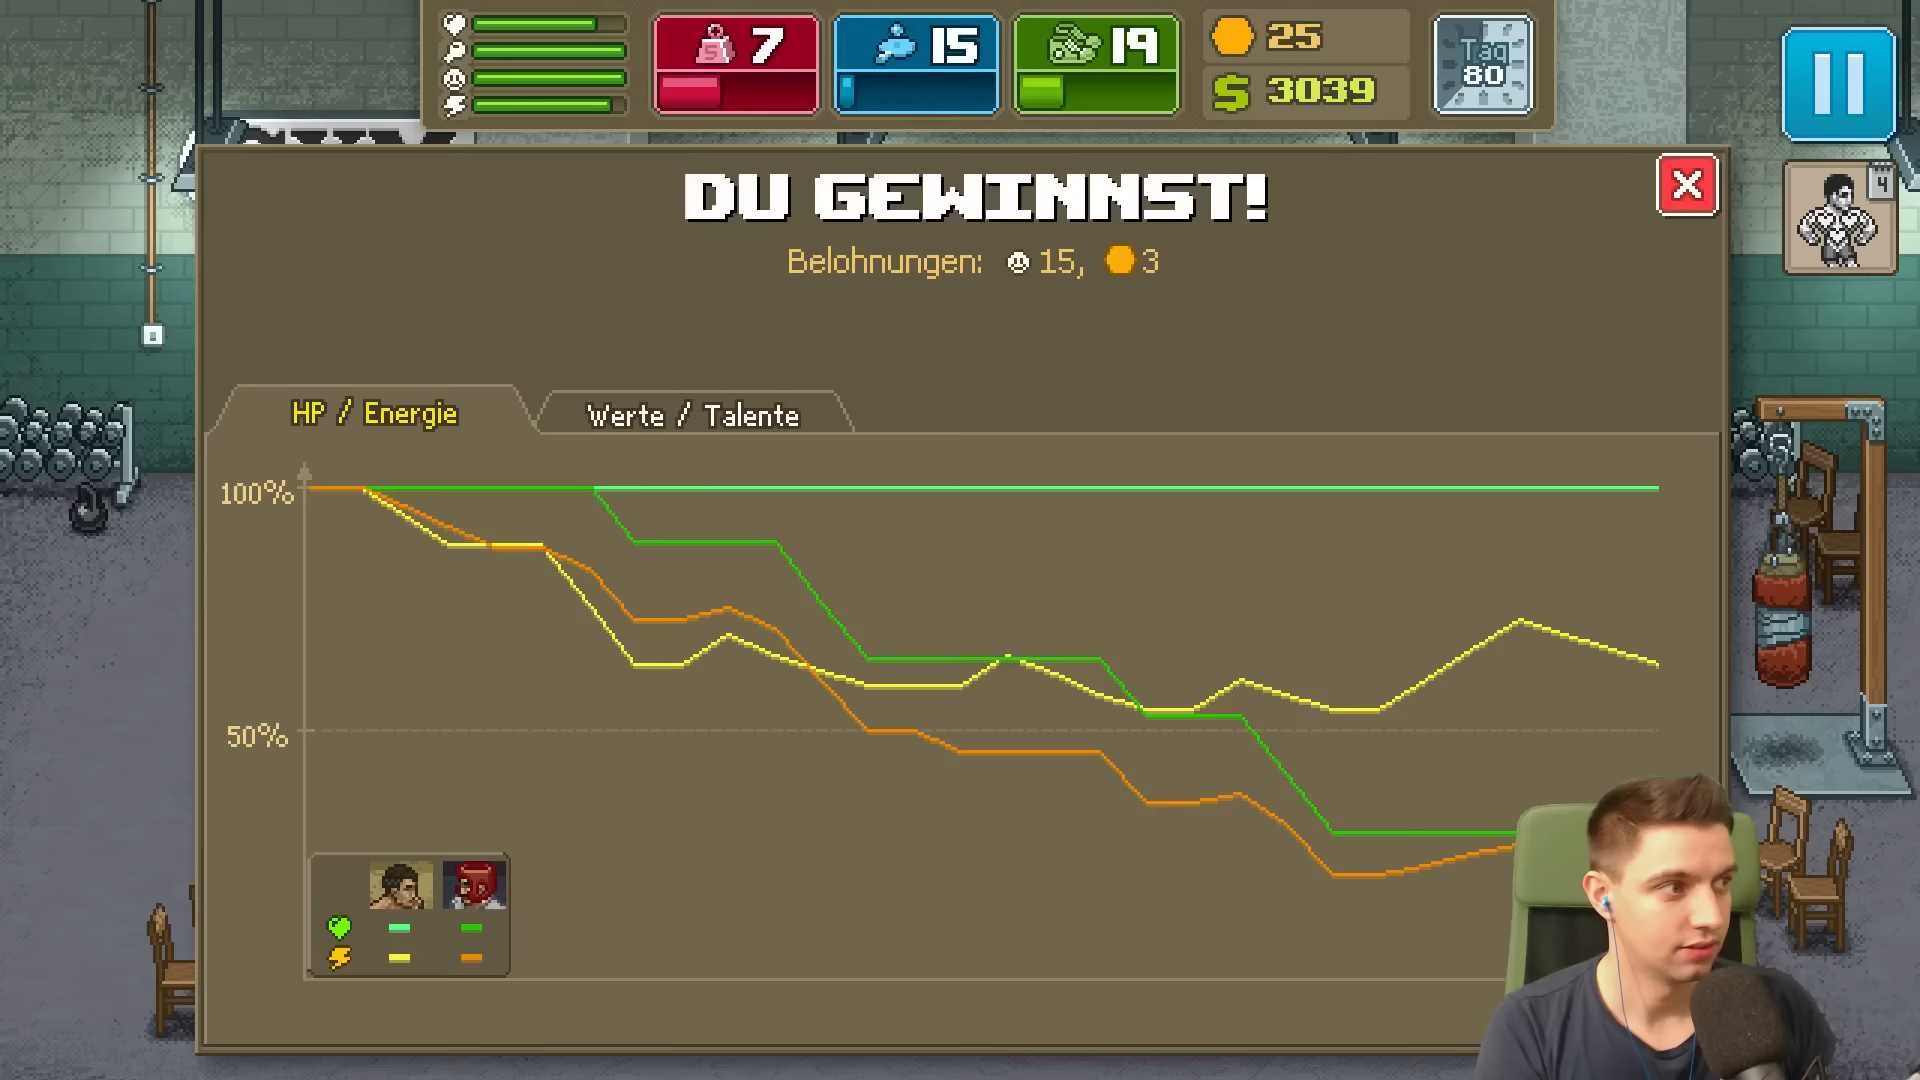 7
15
19
25
3039
Tag
80
4
DU GEWINNST!
Belohnungen: 15, 3
HP / Energie
Werte / Talente
100%
50%